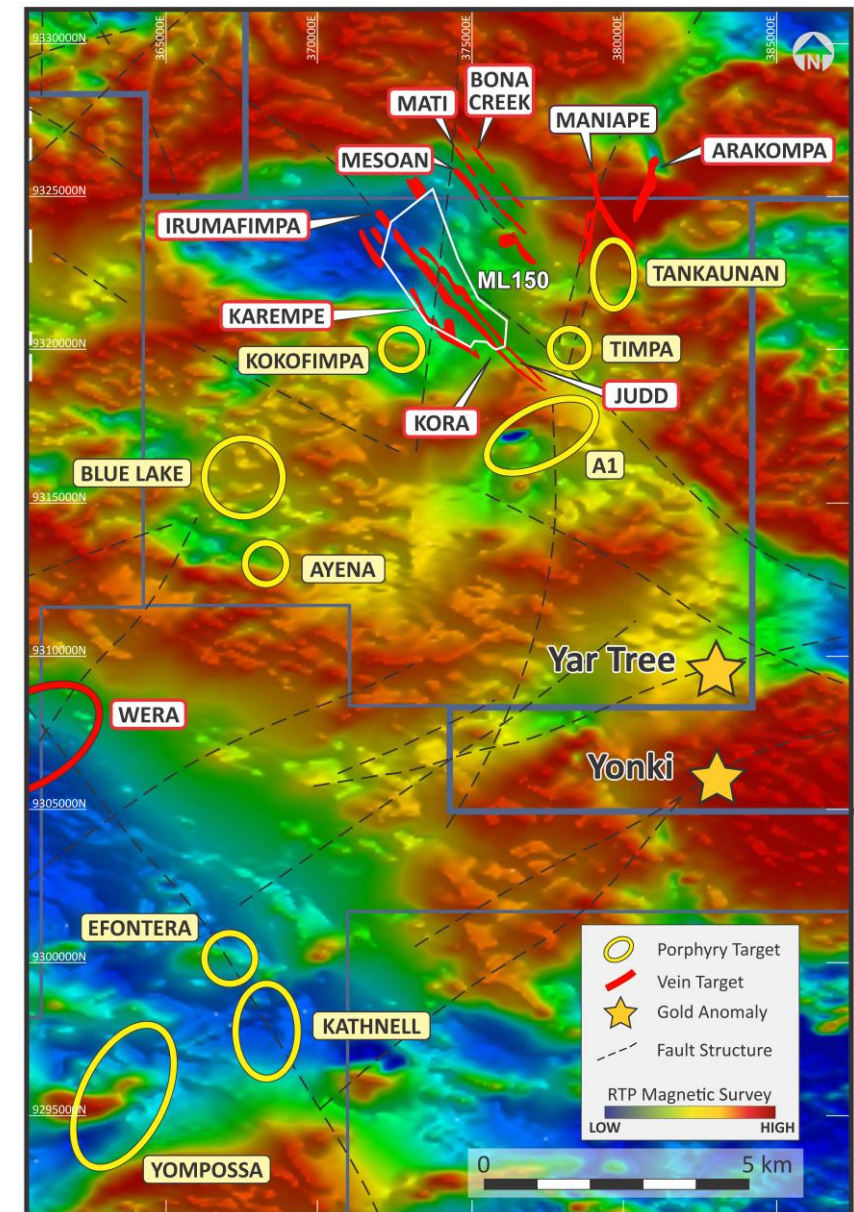 365000E
370000E
375000E
380000E
385000E
N
9330000N
BONA
CREEK
MATI
MANIAPE
MESOAN
ARAKOMPA
9325000N
IRUMAFIMPA
TANKAUNAN
ML150
KAREMPE
9320000N
KOKOFIMPA
TIMPA
JUDD
KORA
A1
BLUE LAKE
9315000N
AYENA
9310000N
Yar Tree
WERA
Yonki
9305000N
EFONTERA
9300000N
KATHNELL
9295000N
YOMPOSSA
Porphyry Target
Vein Target
Gold Anomaly
Fault Structure
RTP Magnetic Survey
LOW HIGH
0 5 km